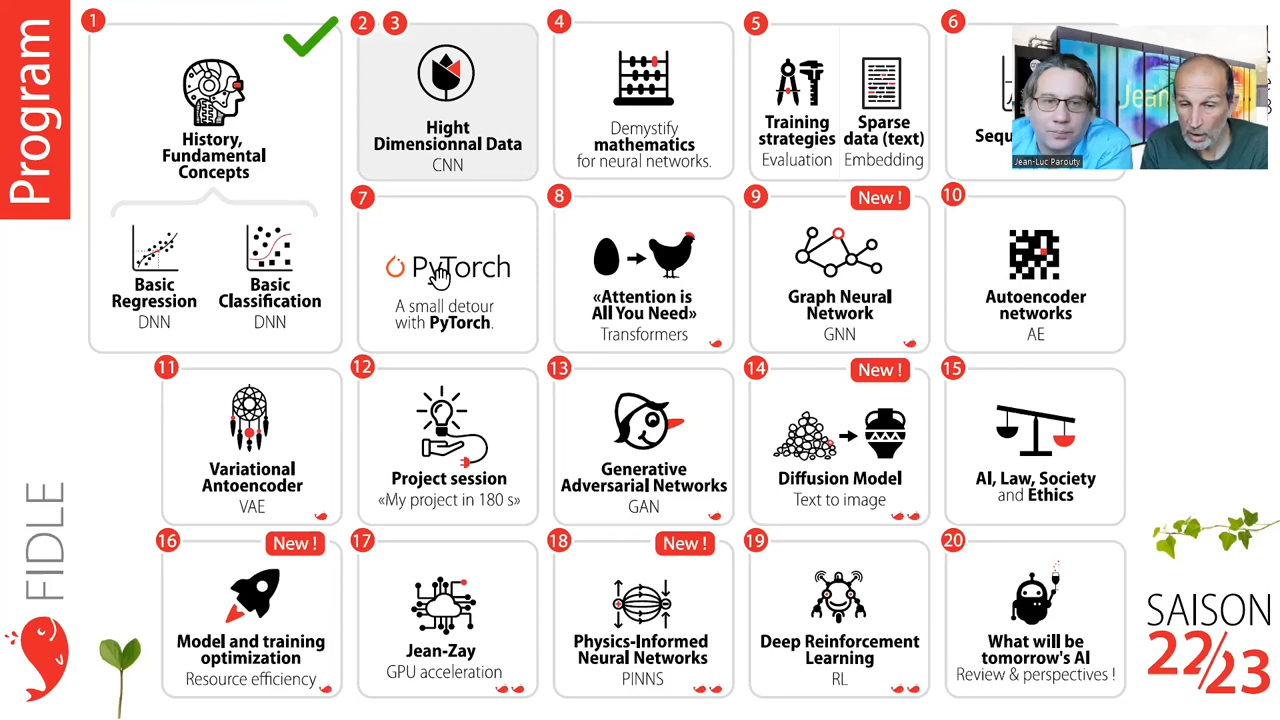 Program
1
History,
Fundamental
Concepts
Basic
Regression
DNN
Basic
Classification
DNN
2 3
Hight
Dimensionnal Data
CNN
4
Demystify
mathematics
for neural networks.
5
Training
strategies
Evaluation
Sparse
data (text)
Embedding
6
Sequ
Jean
Jean-Luc Parouty
7
PyTorch
A small detour
with PyTorch.
8
«Attention is
All You Need»
Transformers
9
New !
Graph Neural
Network
GNN
10
Autoencoder
networks
AE
11
Variational
Antoencoder
VAE
12
Project session
«My project in 180 s»
13
Generative
Adversarial Networks
GAN
14
New !
Diffusion Model
Text to image
15
AI, Law, Society
and Ethics
16
New !
Model and training
optimization
Resource efficiency
17
Jean-Zay
GPU acceleration
18
New !
Physics-Informed
Neural Networks
PINNS
19
Deep Reinforcement
Learning
RL
20
What will be
tomorrow's AI
Review & perspectives !
FIDLE
SAISON
22/23